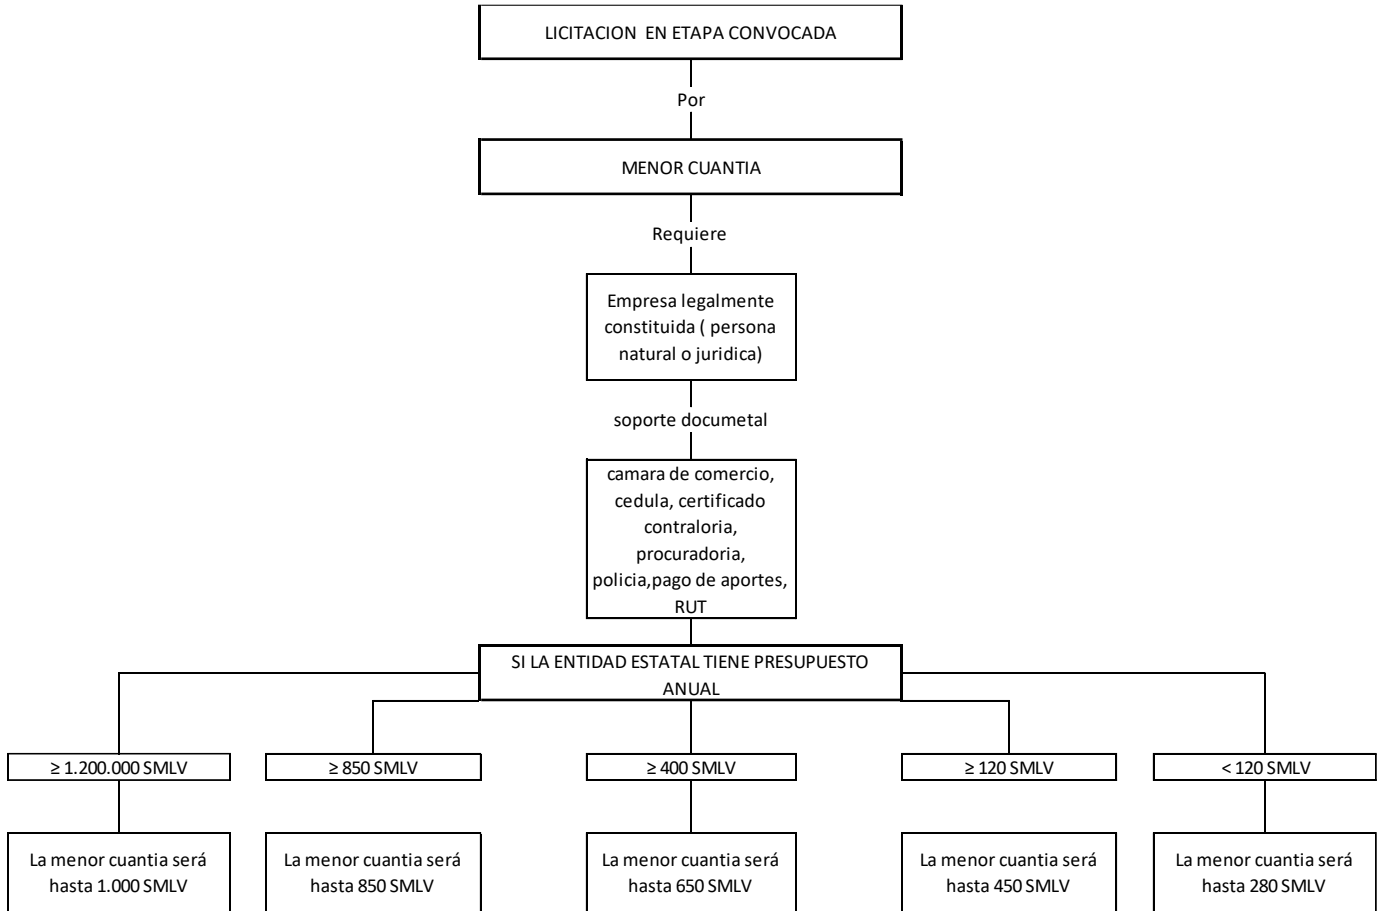 LICITACION EN ETAPA CONVOCADA
Por
MENOR CUANTIA
Requiere
Empresa legalmente
constituida ( persona
natural o juridica)
soporte documetal
camara de comercio,
cedula, certificado
contraloria,
procuradoria,
policia,pago de aportes,
RUT
SI LA ENTIDAD ESTATAL TIENE PRESUPUESTO
ANUAL
≥ 1.200.000 SMLV
≥ 850 SMLV
≥ 400 SMLV
≥ 120 SMLV
< 120 SMLV
La menor cuantia será
hasta 1.000 SMLV
La menor cuantia será
hasta 850 SMLV
La menor cuantia será
hasta 650 SMLV
La menor cuantia será
hasta 450 SMLV
La menor cuantia será
hasta 280 SMLV